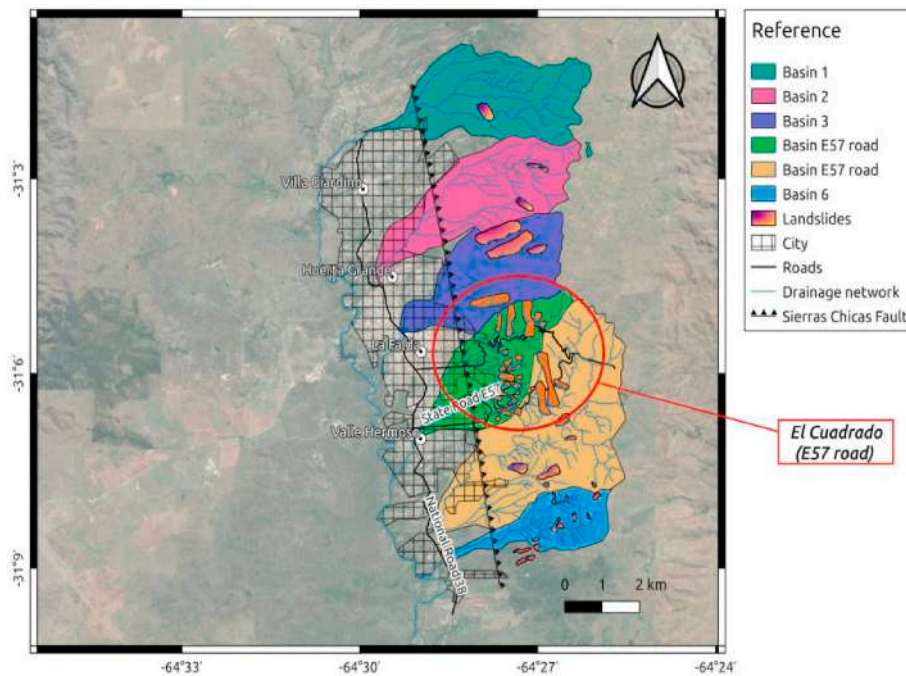 Reference
Basin 1
Basin 2
Basin 3
Basin E57 road
Basin E57 road
Basin 6
Landslides
City
Roads
Drainage network
Sierras Chicas Fault
Villa Giardino
Huerta Grande
La Falda
State Road E57
Valle Hermoso
National Road 38
El Cuadrado
(E57 road)
0 1 2 km
-31°3′
-31°6′
-31°9′
-64°33′
-64°30′
-64°27′
-64°24′